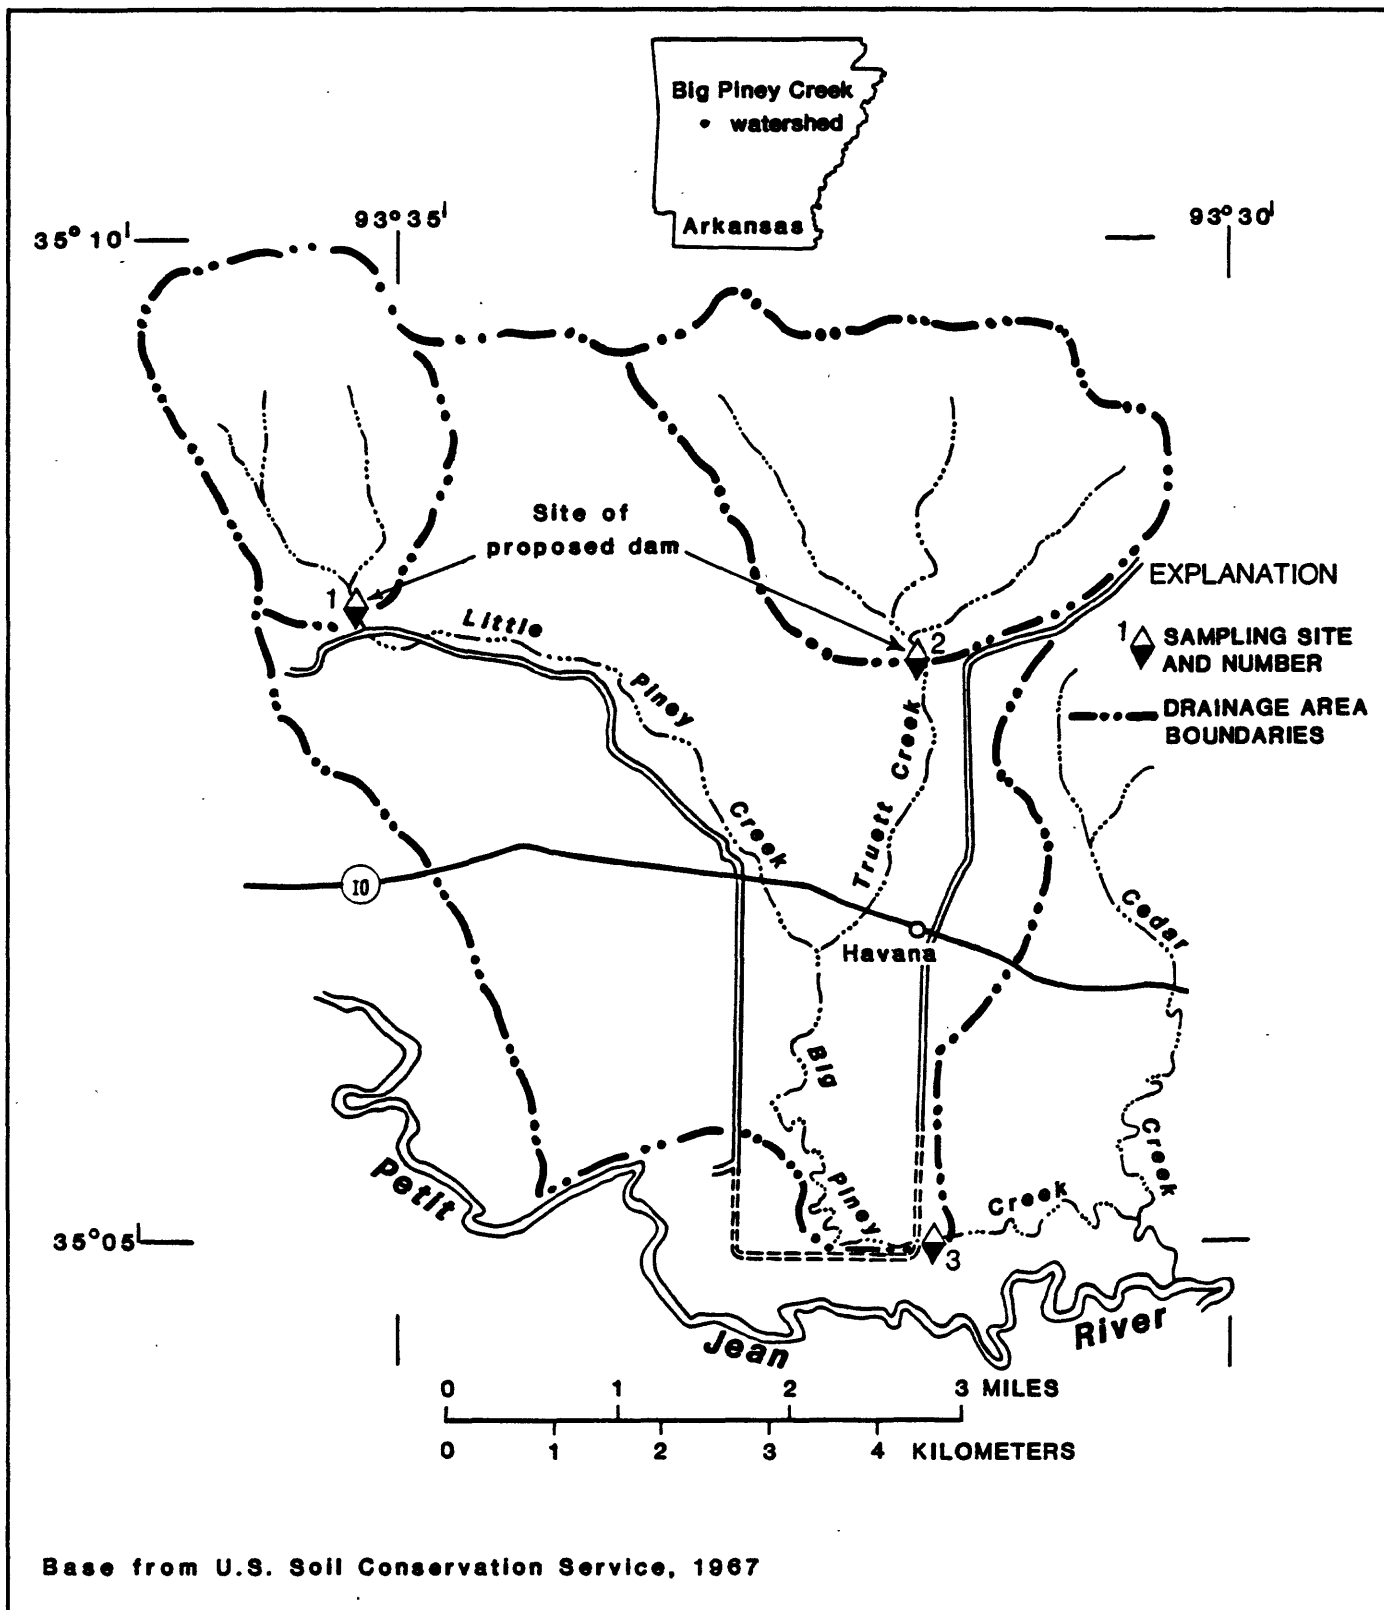 Big Piney Creek
watershed
Arkansas
93°35'
93°30'
35°10'
Site of
proposed dam
EXPLANATION
1
Little
2
1
SAMPLING SITE
AND NUMBER
Piney
DRAINAGE AREA
BOUNDARIES
Creek
Truett Creek
10
Cedar
Havana
Big
Creek
Petit
Piney
Creek
35°05'
3
River
Jean
0 1 2 3 MILES
0 1 2 3 4 KILOMETERS
Base from U.S. Soil Conservation Service, 1967